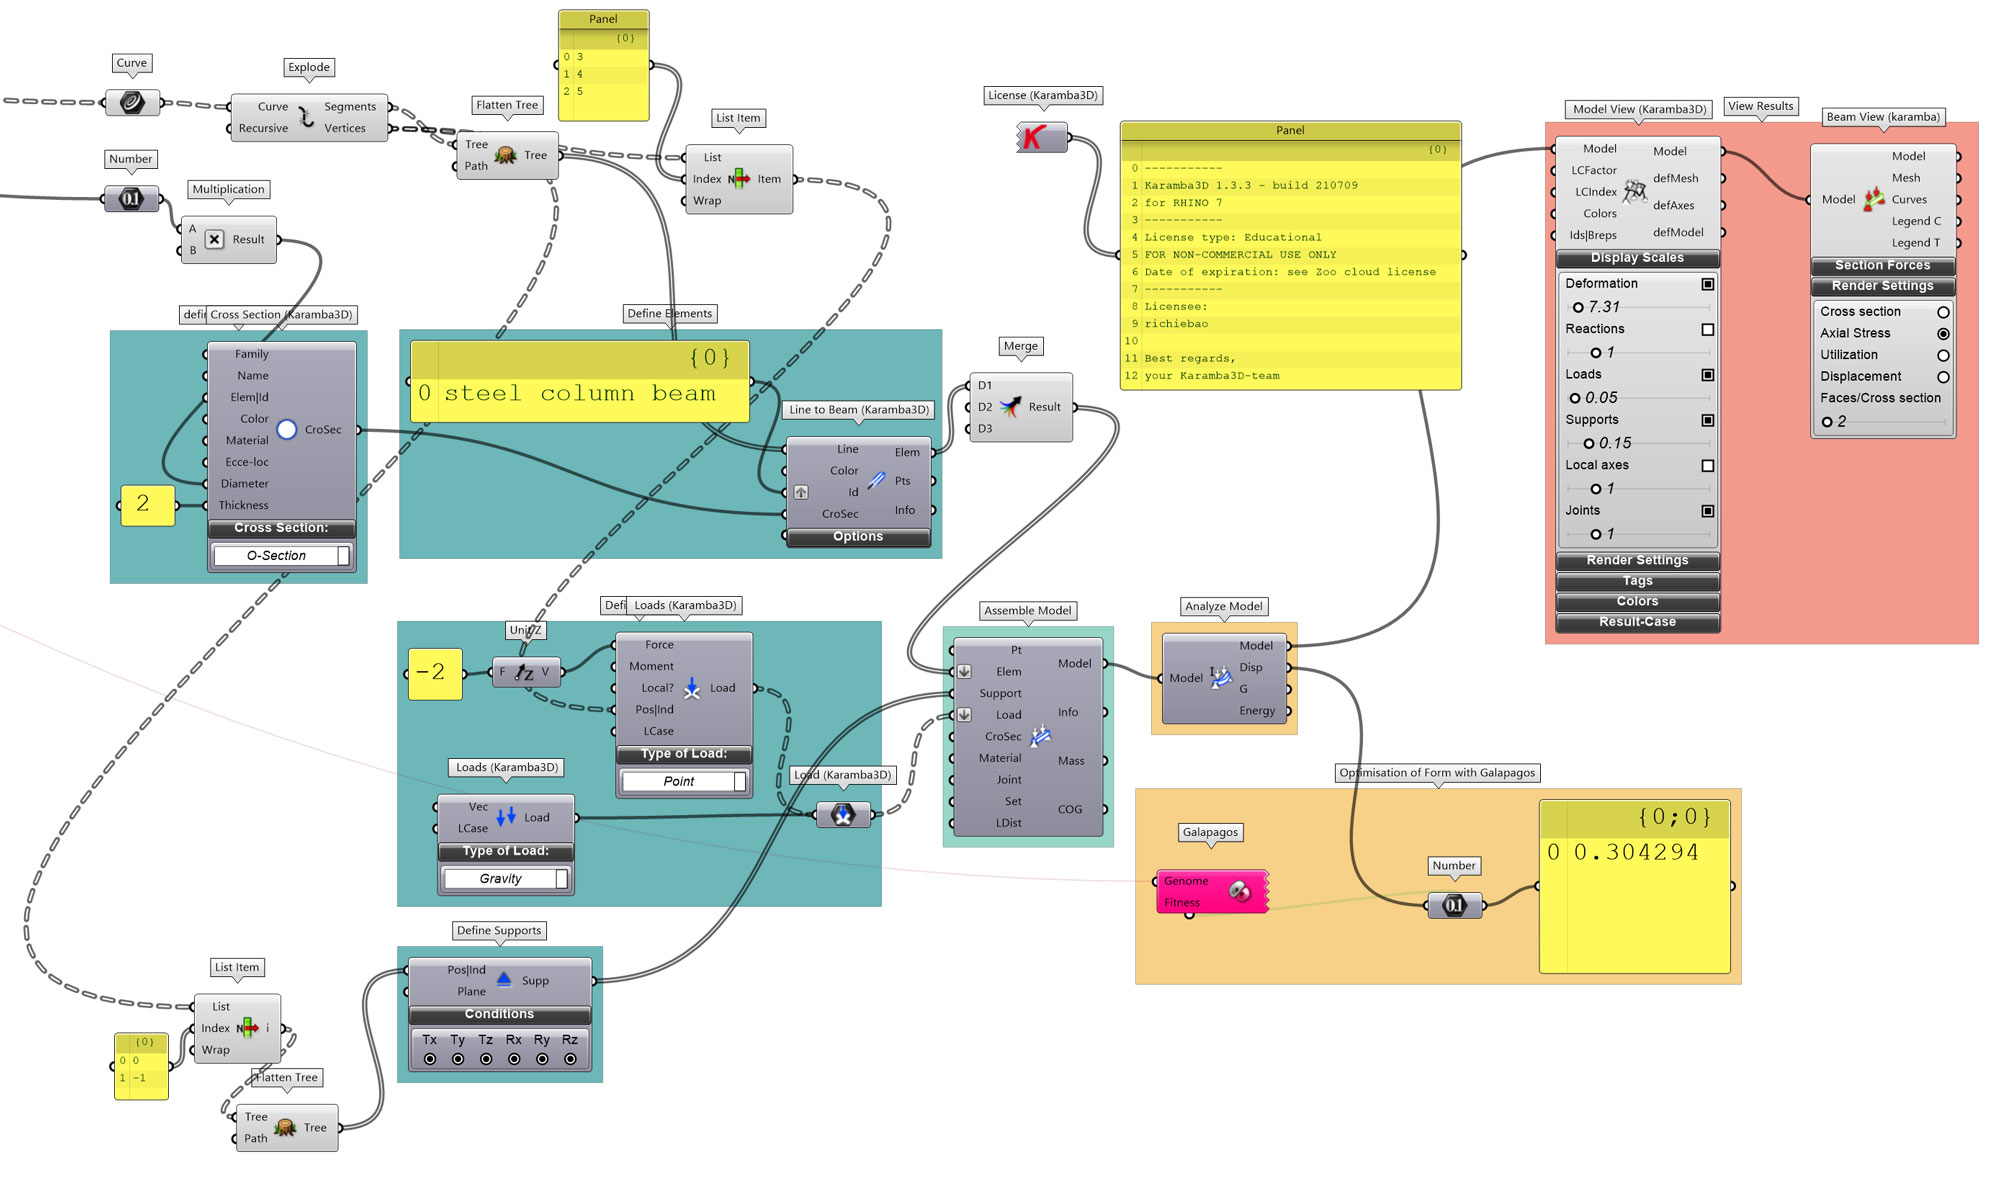 Panel
{0}
0 3
1 4
2 5
Curve
Explode
Curve
Segments
Recursive
Vertices
Flatten Tree
Tree
Path
Tree
List Item
List
Index
Wrap
N
Item
Number
0.1
Multiplication
A
B
Result
License (Karamba3D)
K
Panel
{0}
0 -----------
1 Karamba3D 1.3.3 - build 210709
2 for RHINO 7
3 -----------
4 License type: Educational
5 FOR NON-COMMERCIAL USE ONLY
6 Date of expiration: see Zoo cloud license
7 -----------
8 Licensee:
9 richiebao
10
11 Best regards,
12 your Karamba3D-team
Model View (Karamba3D)
View Results
Beam View (karamba)
Model
LCFactor
LCIndex
Colors
Ids|Breps
Model
defMesh
defAxes
defModel
Display Scales
Deformation
7.31
Reactions
1
Loads
0.05
Supports
0.15
Local axes
1
Joints
1
Render Settings
Tags
Colors
Result-Case
Model
Model
Mesh
Curves
Legend C
Legend T
Section Forces
Render Settings
Cross section
Axial Stress
Utilization
Displacement
Faces/Cross section
2
defi
Cross Section (Karamba3D)
Family
Name
Elem|Id
Color
Material
Ecce-loc
Diameter
Thickness
CroSec
Cross Section:
O-Section
2
Define Elements
{0}
0 steel column beam
Line to Beam (Karamba3D)
Line
Color
Id
CroSec
Elem
Pts
Info
Options
Merge
D1
D2
D3
Result
Defi
Loads (Karamba3D)
Unit Z
-2
F
Z
V
Force
Moment
Local?
Pos|Ind
LCase
Load
Type of Load:
Point
Loads (Karamba3D)
Vec
LCase
Load
Type of Load:
Gravity
Load (Karamba3D)
Assemble Model
Pt
Elem
Support
Load
CroSec
Material
Joint
Set
LDist
Model
Info
Mass
COG
Analyze Model
Model
Model
Disp
G
Energy
Optimisation of Form with Galapagos
Galapagos
Genome
Fitness
Number
0.1
{0;0}
0 0.304294
Define Supports
Pos|Ind
Plane
Supp
Conditions
Tx Ty Tz Rx Ry Rz
List Item
List
Index
Wrap
N
i
{0}
0 0
1 -1
Flatten Tree
Tree
Path
Tree